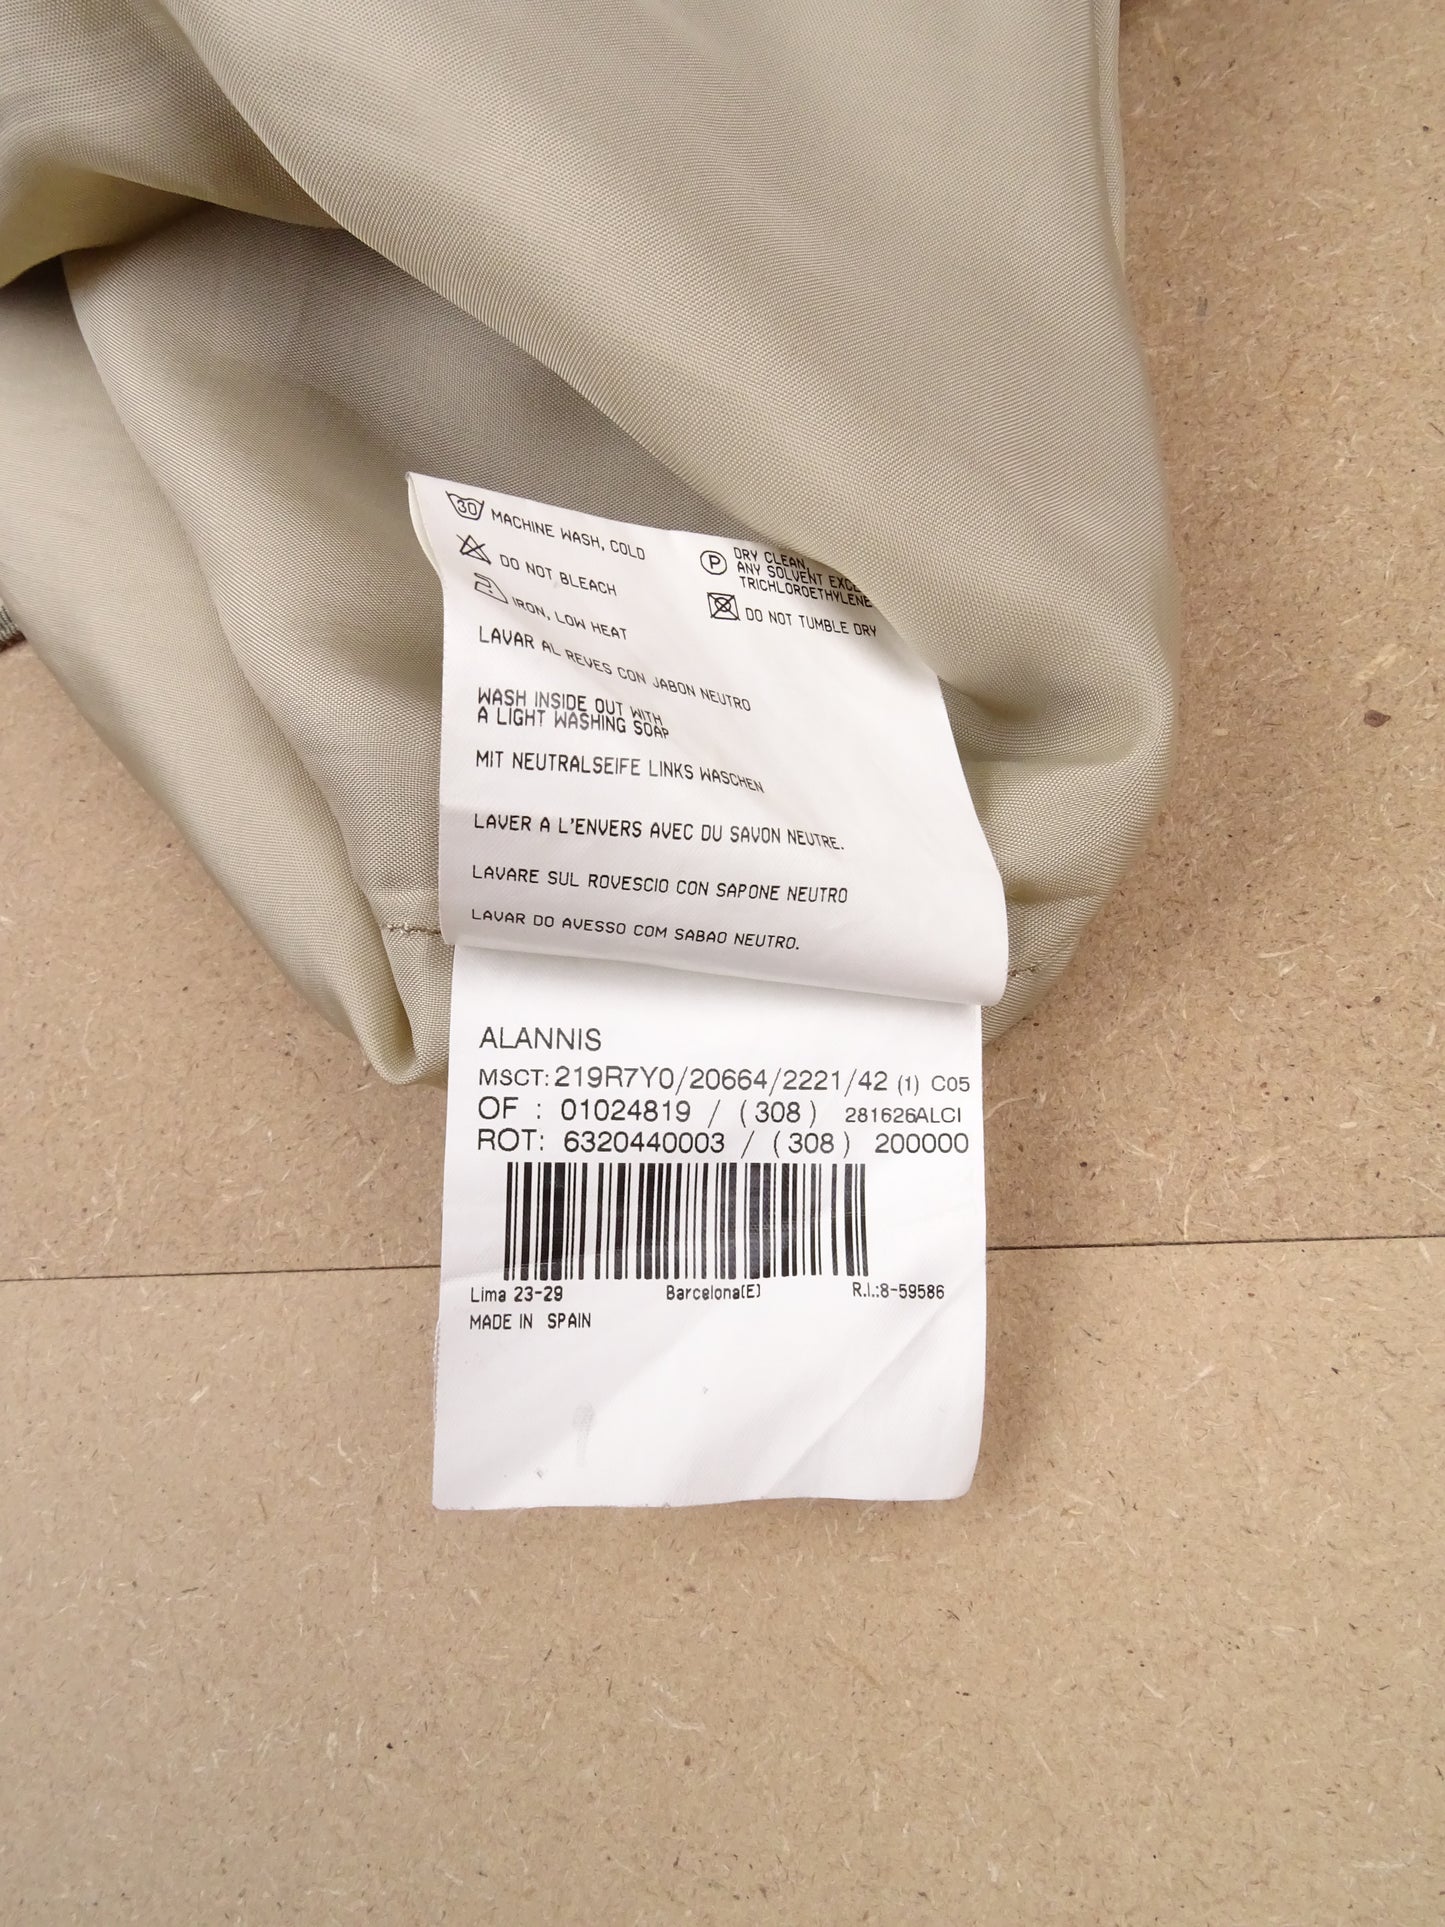 30 MACHINE WASH, COLD
DO NOT BLEACH
IRON, LOW HEAT
P DRY CLEAN,
ANY SOLVENT
TRICHLOROETHYLENE
DO NOT TUMBLE DRY
LAVAR AL REVES CON JABON NEUTRO
WASH INSIDE OUT WITH
A LIGHT WASHING SOAP
MIT NEUTRALSEIFE LINKS WASCHEN
LAVER A L'ENVERS AVEC DU SAVON NEUTRE.
LAVARE SUL ROVESCIO CON SAPONE NEUTRO
LAVAR DO AVESSO COM SABAO NEUTRO.
ALANNIS
MSCT: 219R7Y0/20664/2221/42 (1) C05
OF : 01024819 / (308) 281626ALCI
ROT: 6320440003 / (308) 200000
Lima 23-29 Barcelona(E) R.I.:8-59586
MADE IN SPAIN